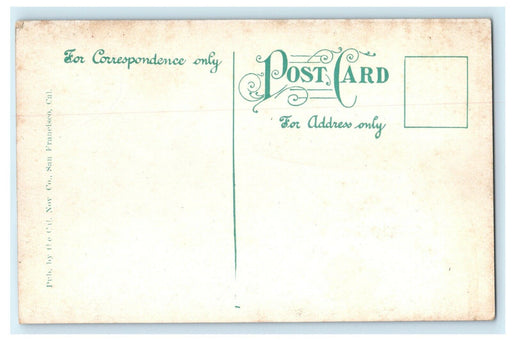 For Correspondence only
POST CARD
For Address only
Pub. by the Cal. Nov. Co., San Francisco, Cal.